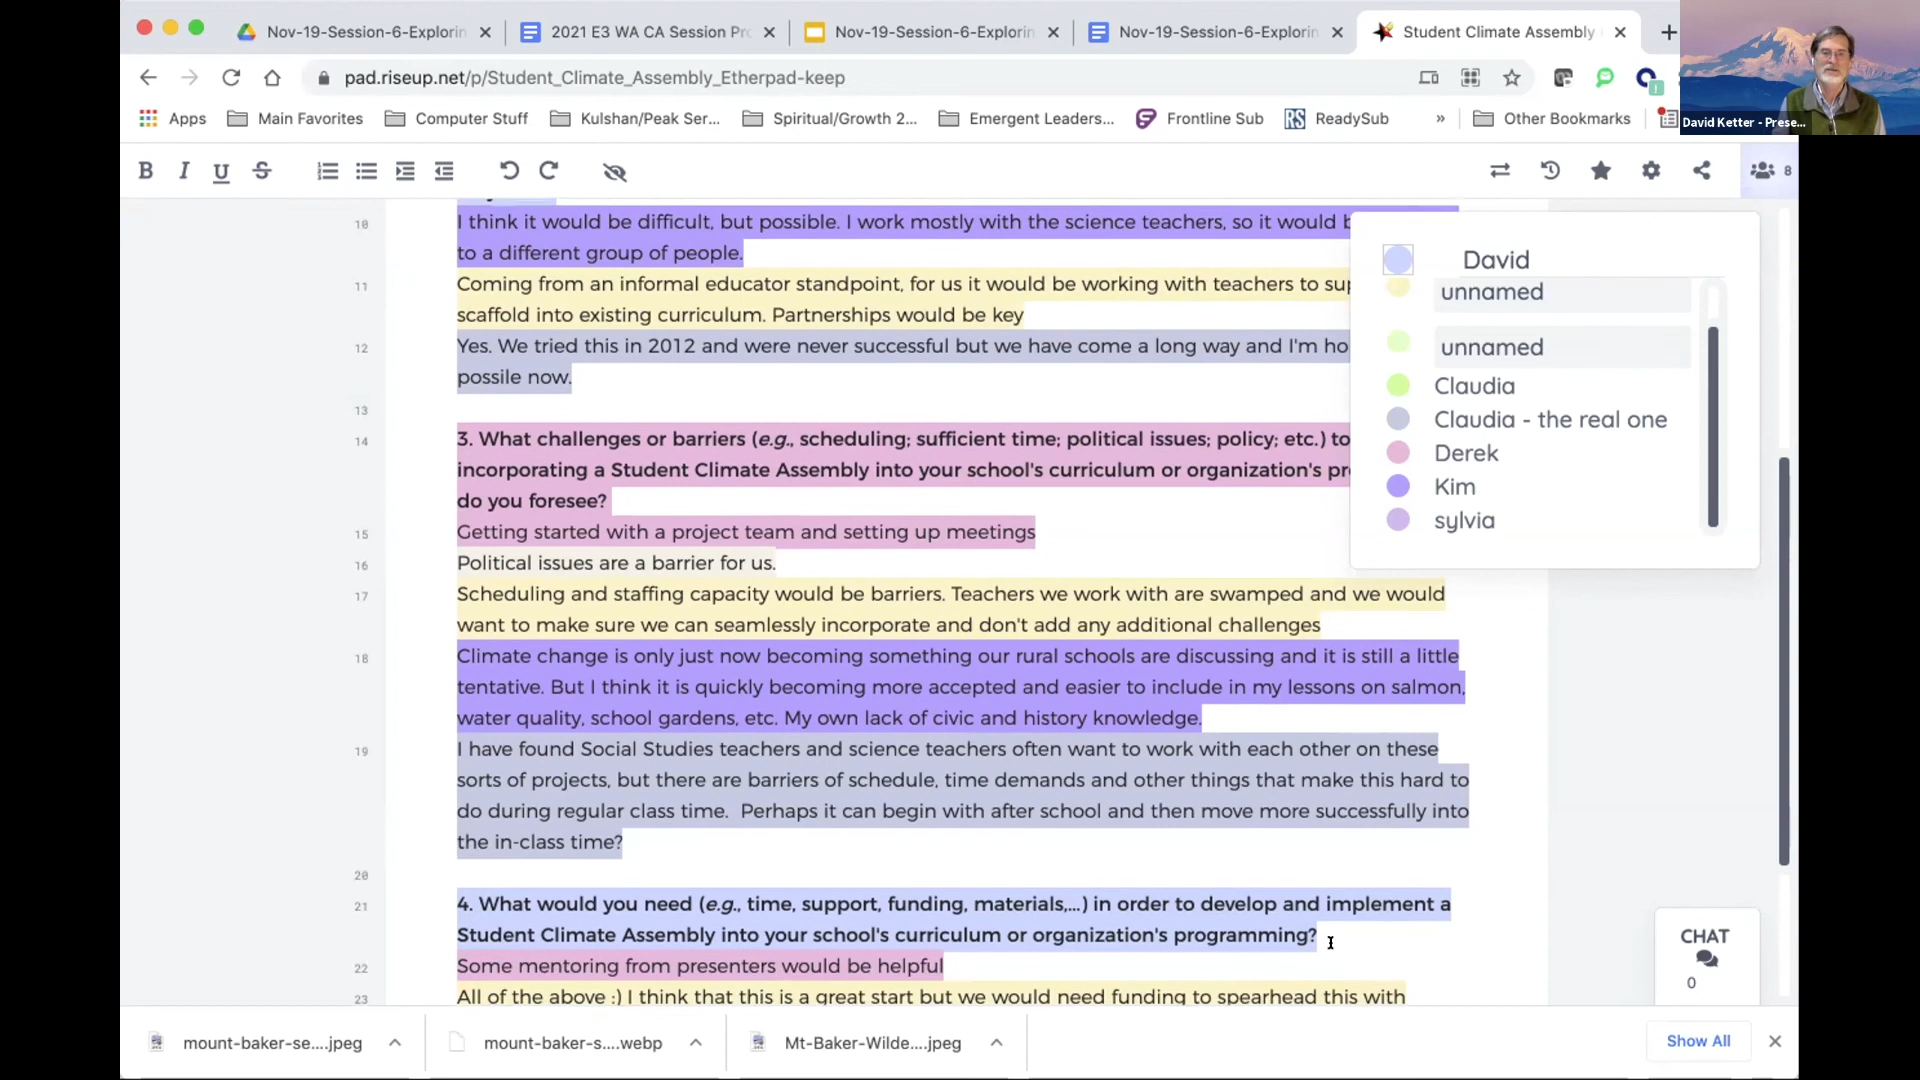 Nov-19-Session-6-Explorin
2021 E3 WA CA Session Pr
Nov-19-Session-6-Explorin
Nov-19-Session-6-Explorin
Student Climate Assembly
pad.riseup.net/p/Student_Climate_Assembly_Etherpad-keep
Apps
Main Favorites
Computer Stuff
Kulshan/Peak Ser...
Spiritual/Growth 2...
Emergent Leaders...
Frontline Sub
RS
ReadySub
»
Other Bookmarks
David Ketter - Prese...
B I U S
8
10
I think it would be difficult, but possible. I work mostly with the science teachers, so it would b
to a different group of people.
11
Coming from an informal educator standpoint, for us it would be working with teachers to su
scaffold into existing curriculum. Partnerships would be key
12
Yes. We tried this in 2012 and were never successful but we have come a long way and I'm ho
possile now.
13
14
3. What challenges or barriers (e.g., scheduling; sufficient time; political issues; policy; etc.) to
incorporating a Student Climate Assembly into your school's curriculum or organization's pr
do you foresee?
15
Getting started with a project team and setting up meetings
16
Political issues are a barrier for us.
17
Scheduling and staffing capacity would be barriers. Teachers we work with are swamped and we would
want to make sure we can seamlessly incorporate and don't add any additional challenges
18
Climate change is only just now becoming something our rural schools are discussing and it is still a little
tentative. But I think it is quickly becoming more accepted and easier to include in my lessons on salmon,
water quality, school gardens, etc. My own lack of civic and history knowledge.
19
I have found Social Studies teachers and science teachers often want to work with each other on these
sorts of projects, but there are barriers of schedule, time demands and other things that make this hard to
do during regular class time.  Perhaps it can begin with after school and then move more successfully into
the in-class time?
20
21
4. What would you need (e.g., time, support, funding, materials,...) in order to develop and implement a
Student Climate Assembly into your school's curriculum or organization's programming?
22
Some mentoring from presenters would be helpful
23
All of the above :) I think that this is a great start but we would need funding to spearhead this with
David
unnamed
unnamed
Claudia
Claudia - the real one
Derek
Kim
sylvia
CHAT
0
mount-baker-se....jpeg
mount-baker-s....webp
Mt-Baker-Wilde....jpeg
Show All